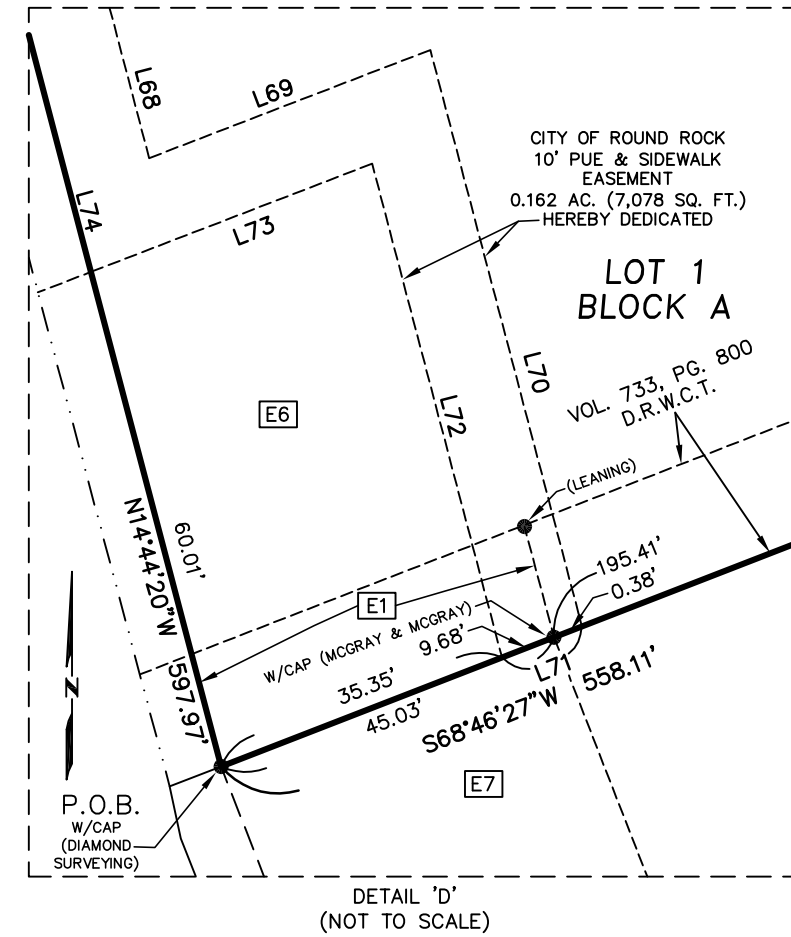 L68
L69
CITY OF ROUND ROCK
10' PUE & SIDEWALK
EASEMENT
0.162 AC. (7,078 SQ. FT.)
HEREBY DEDICATED
L74
L73
LOT 1
BLOCK A
L70
L72
VOL. 733, PG. 800
D.R.W.C.T.
E6
(LEANING)
N14°44'20"W 597.97'
60.01'
E1
195.41'
0.38'
W/CAP (MCGRAY & MCGRAY)
9.68'
35.35'
45.03'
L71
S68°46'27"W 558.11'
N
E7
P.O.B.
W/CAP
(DIAMOND
SURVEYING)
DETAIL 'D'
(NOT TO SCALE)